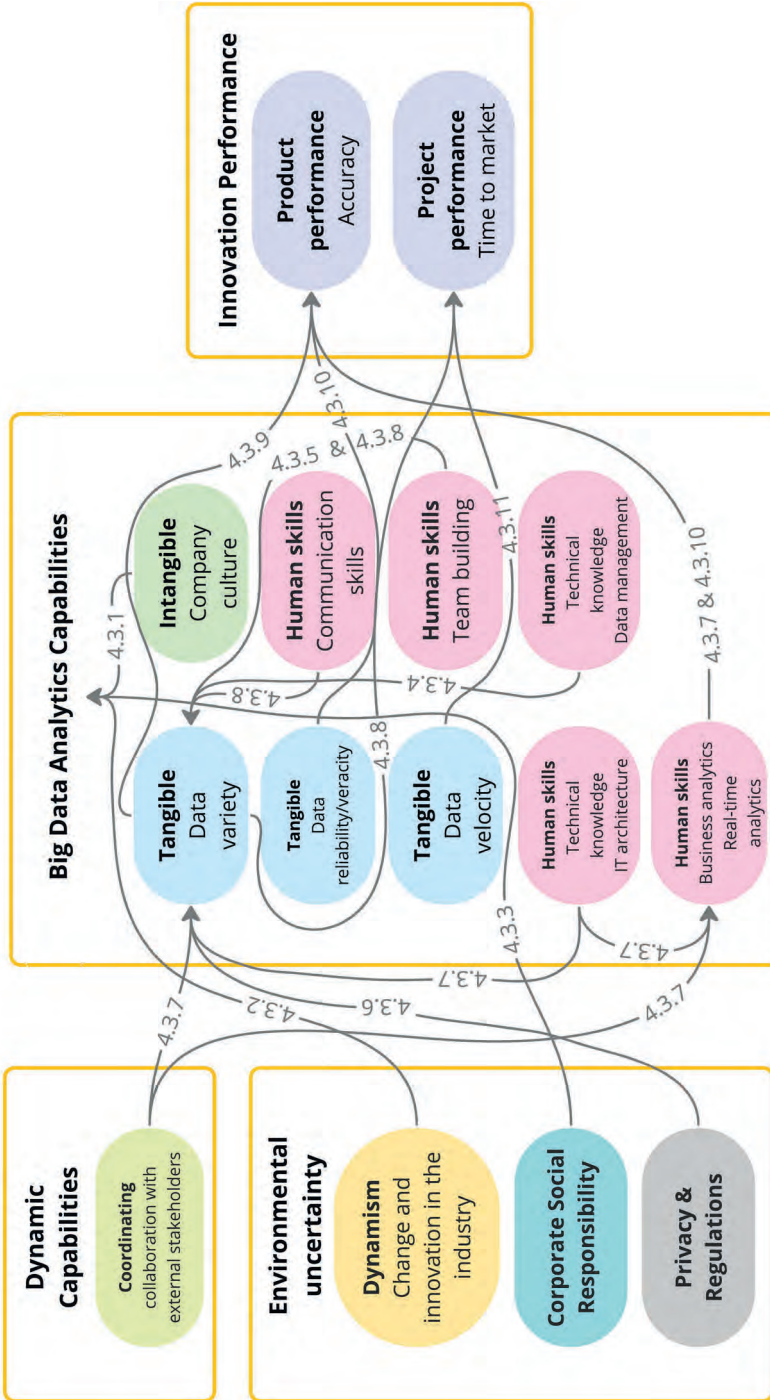 Dynamic
Capabilities
Coordinating
collaboration with
external stakeholders
Environmental
uncertainty
Dynamism
Change and
innovation in the
industry
Corporate Social
Responsibility
Privacy &
Regulations
4.3.7
4.3.2
4.3.7
4.3.6
4.3.7
4.3.3
4.3.7
Big Data Analytics Capabilities
Tangible
Data
variety
Tangible
Data
reliability/veracity
Tangible
Data
velocity
Human skills
Technical
knowledge
IT architecture
Human skills
Business analytics
Real-time
analytics
4.3.1
4.3.8
4.3.4
4.3.8
Intangible
Company
culture
Human skills
Communication
skills
Human skills
Team building
Human skills
Technical
knowledge
Data management
4.3.9
4.3.5 & 4.3.8
4.3.10
4.3.11
4.3.7 & 4.3.10
Innovation Performance
Product
performance
Accuracy
Project
performance
Time to market